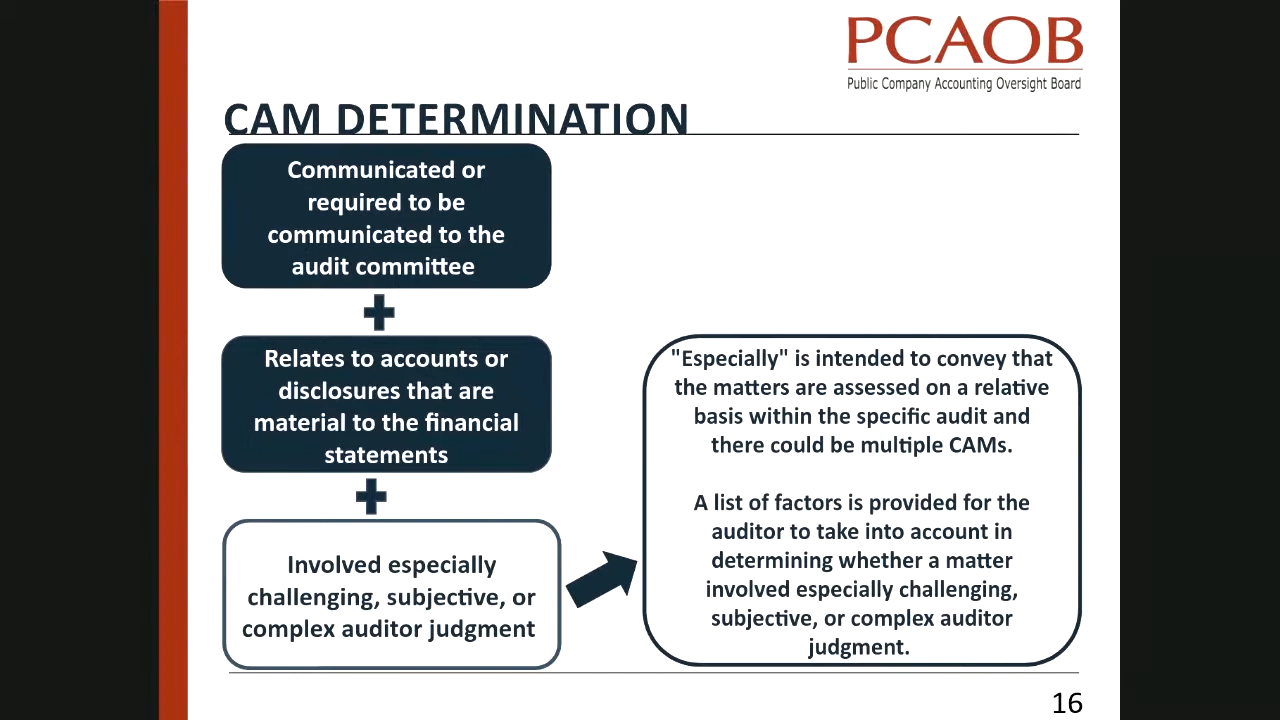 PCAOB
Public Company Accounting Oversight Board
CAM DETERMINATION
Communicated or
required to be
communicated to the
audit committee
Relates to accounts or
disclosures that are
material to the financial
statements
Involved especially
challenging, subjective, or
complex auditor judgment
"Especially" is intended to convey that
the matters are assessed on a relative
basis within the specific audit and
there could be multiple CAMs.
A list of factors is provided for the
auditor to take into account in
determining whether a matter
involved especially challenging,
subjective, or complex auditor
judgment.
16